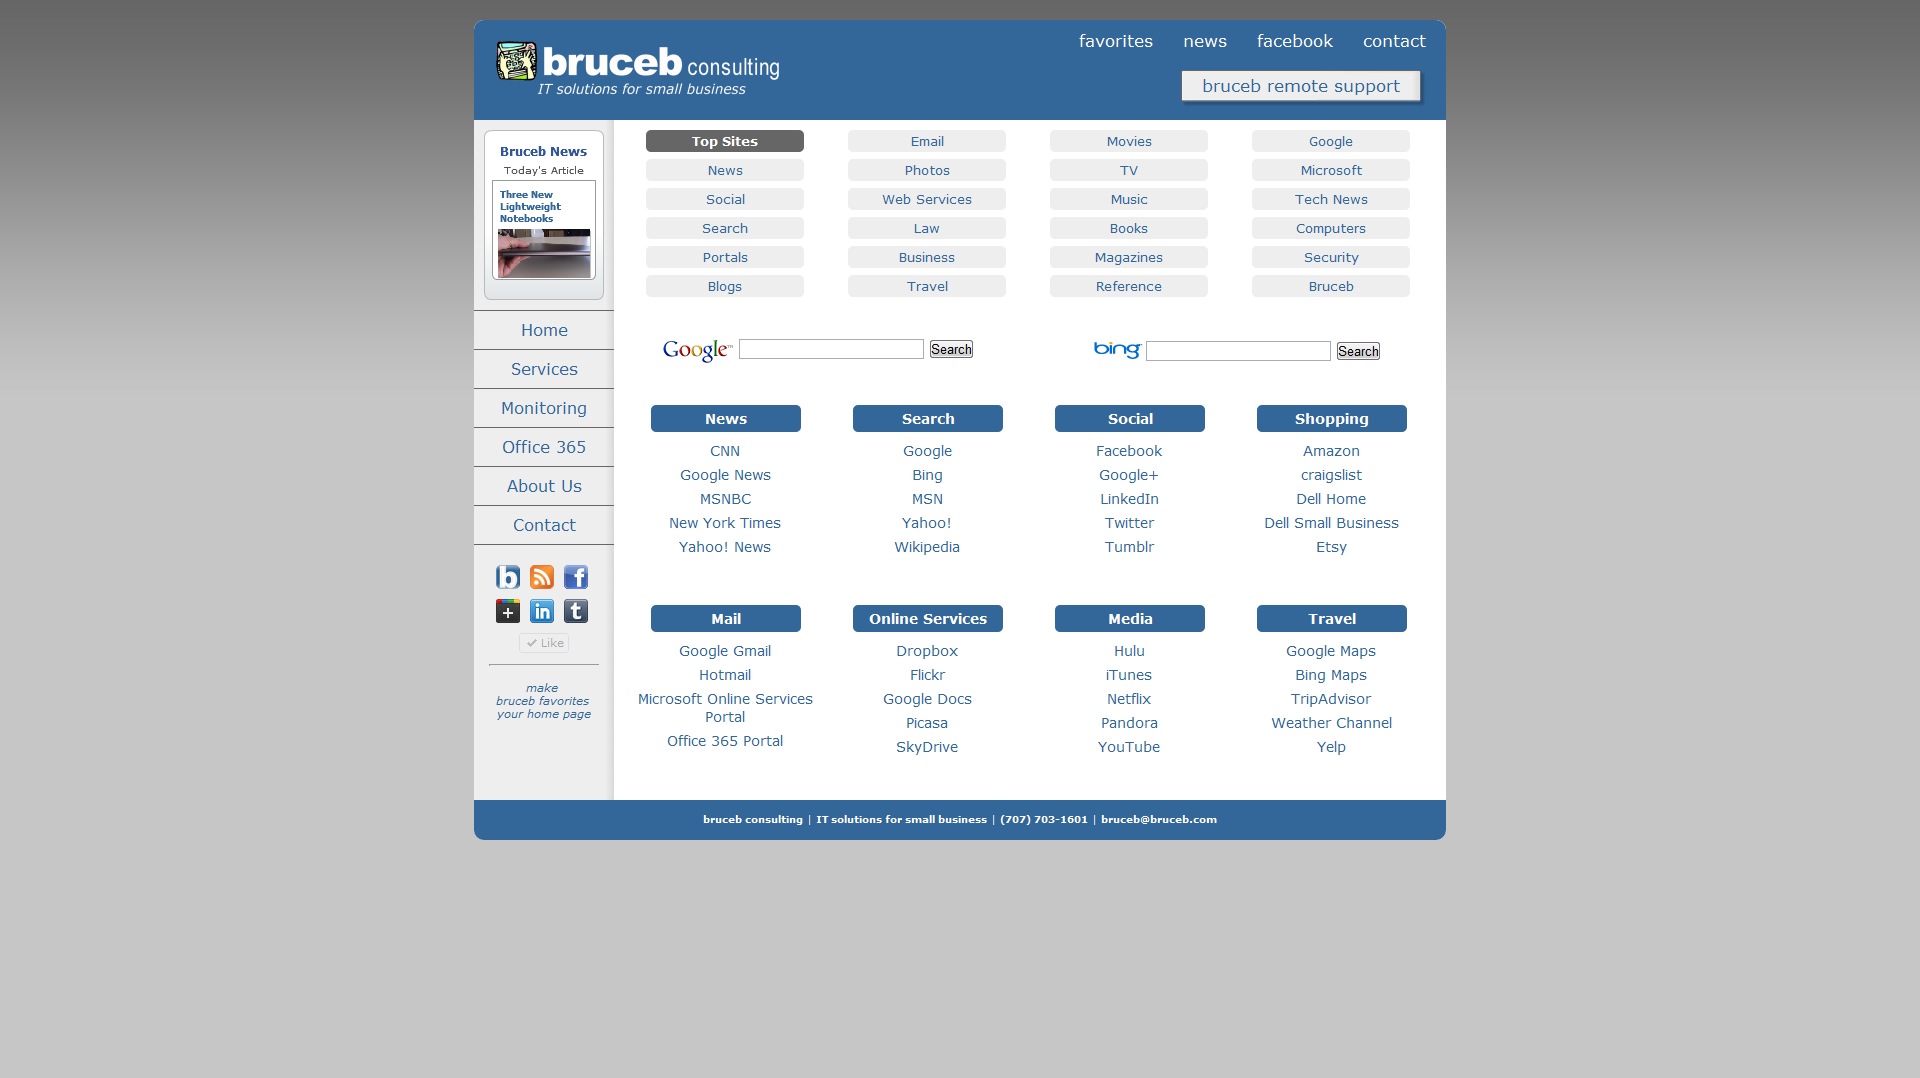 favorites news facebook contact
bruceb consulting
IT solutions for small business
bruceb remote support
Bruceb News
Today's Article
Three New
Lightweight
Notebooks
Home
Services
Monitoring
Office 365
About Us
Contact
b f
+ in t
Like
make
bruceb favorites
your home page
Top Sites Email Movies Google
News Photos TV Microsoft
Social Web Services Music Tech News
Search Law Books Computers
Portals Business Magazines Security
Blogs Travel Reference Bruceb
Google™ Search bing™ Search
News Search Social Shopping
CNN Google Facebook Amazon
Google News Bing Google+ craigslist
MSNBC MSN LinkedIn Dell Home
New York Times Yahoo! Twitter Dell Small Business
Yahoo! News Wikipedia Tumblr Etsy
Mail Online Services Media Travel
Google Gmail Dropbox Hulu Google Maps
Hotmail Flickr iTunes Bing Maps
Microsoft Online Services Google Docs Netflix TripAdvisor
Portal Picasa Pandora Weather Channel
Office 365 Portal SkyDrive YouTube Yelp
bruceb consulting | IT solutions for small business | (707) 703-1601 | bruceb@bruceb.com